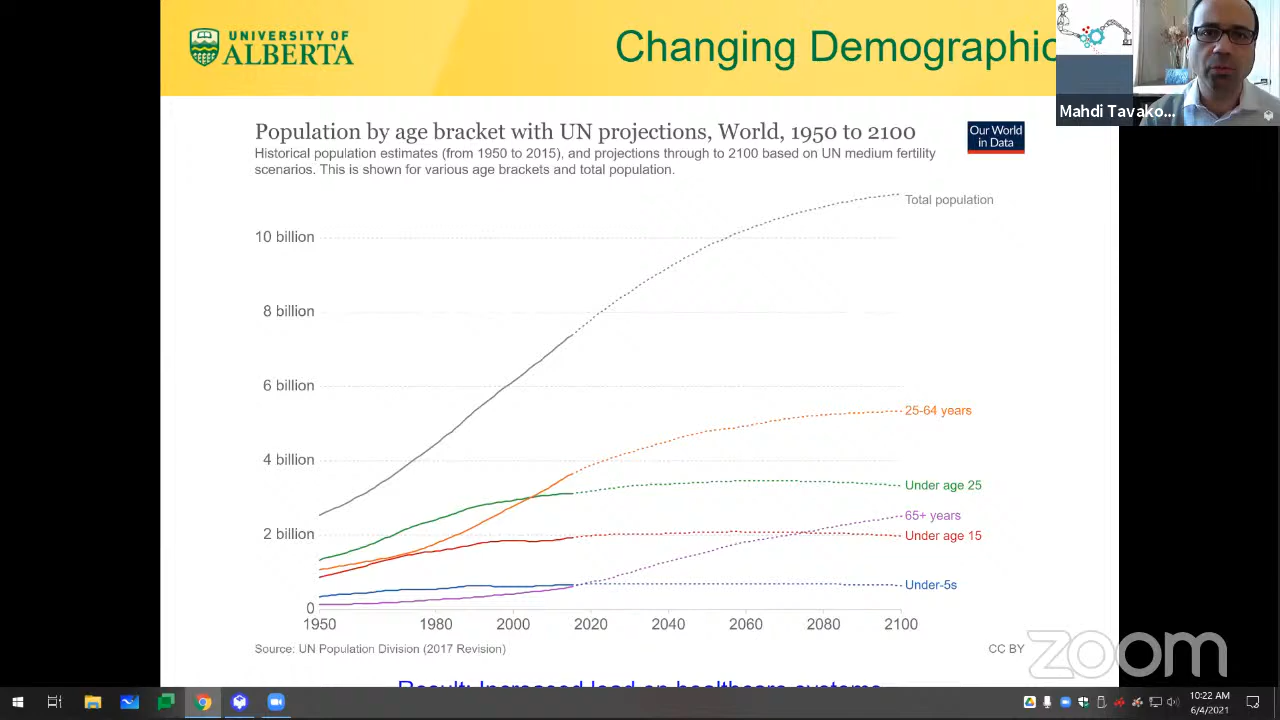 UNIVERSITY OF
ALBERTA
Changing Demographic
Mahdi Tavako...
Population by age bracket with UN projections, World, 1950 to 2100
Historical population estimates (from 1950 to 2015), and projections through to 2100 based on UN medium fertility
scenarios. This is shown for various age brackets and total population.
Our World
in Data
Total population
10 billion
8 billion
6 billion
25-64 years
4 billion
Under age 25
65+ years
2 billion
Under age 15
Under-5s
0
1950 1980 2000 2020 2040 2060 2080 2100
Source: UN Population Division (2017 Revision)
CC BY
zoom
Result: Increased load on healthcare systems
10:22 AM
6/4/2021